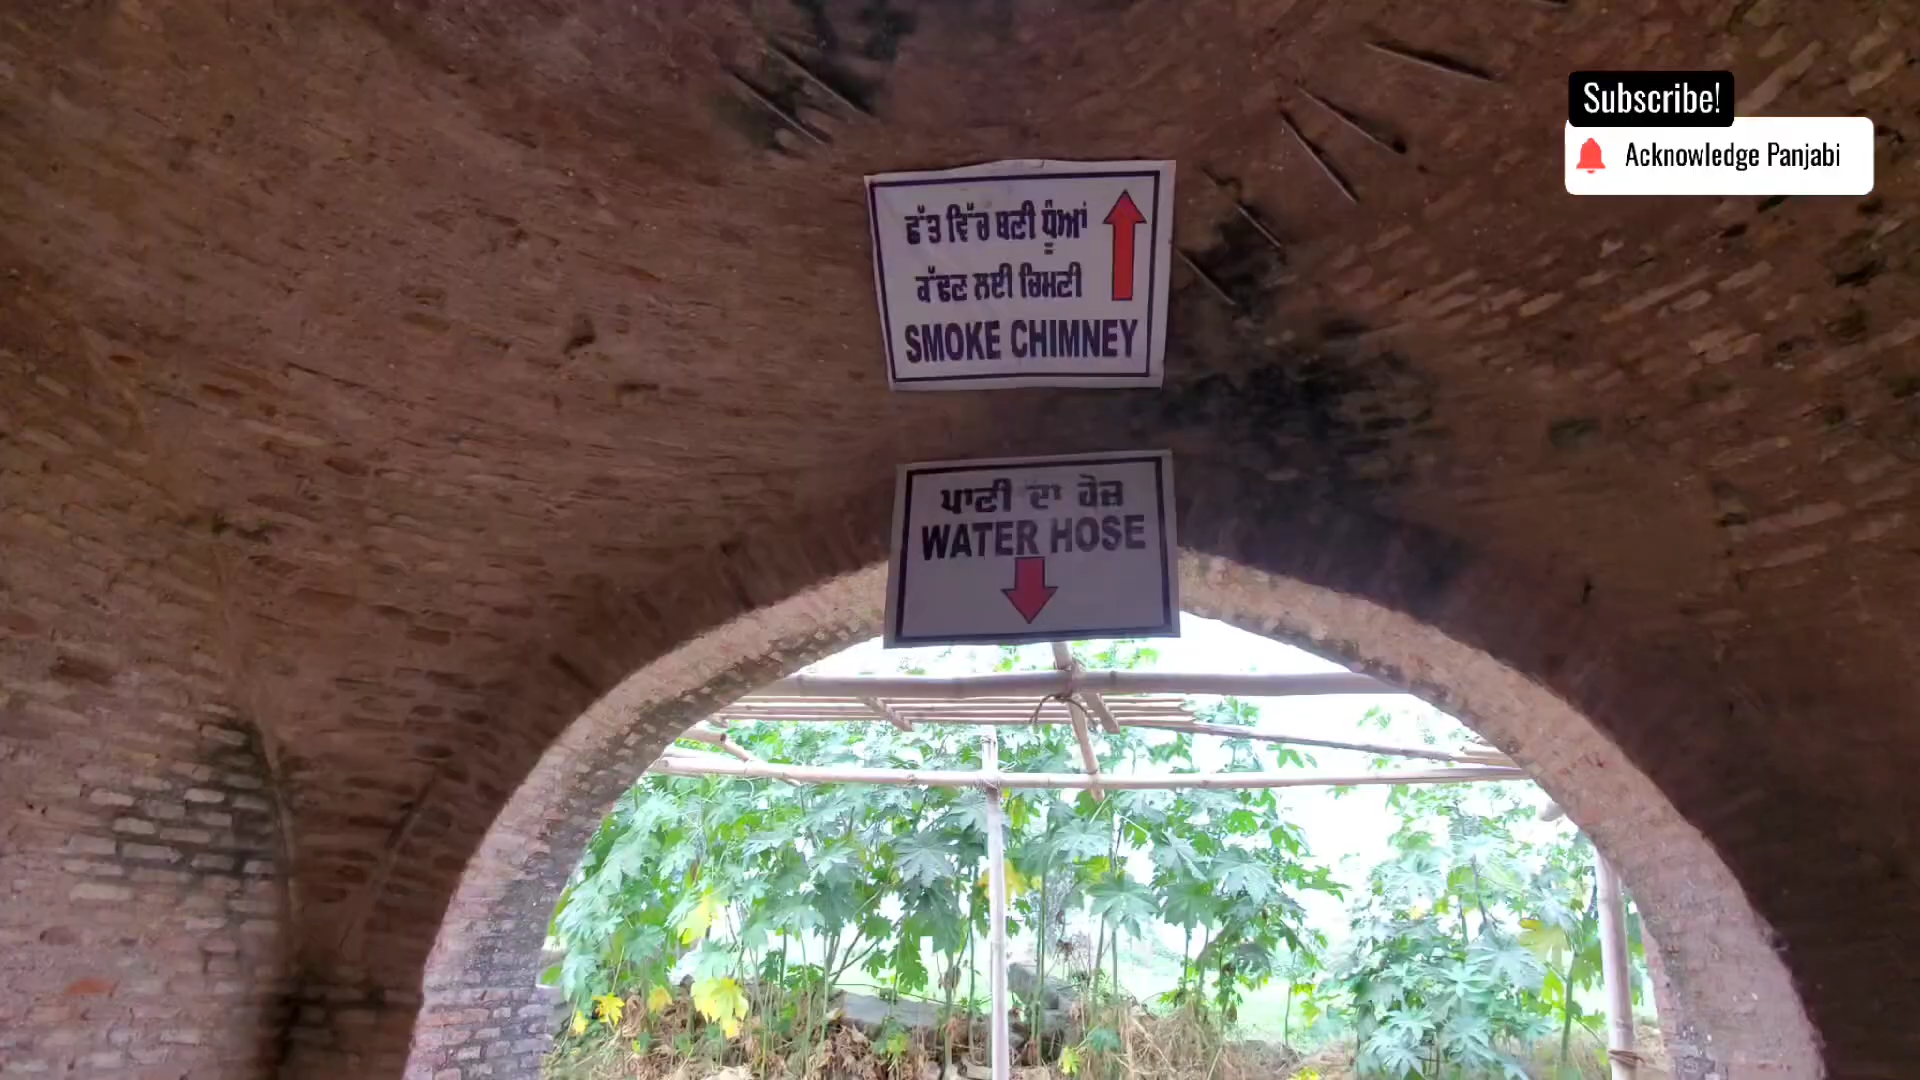 Subscribe!
Acknowledge Panjabi
ਛੱਤ ਵਿੱਚ ਬਣੀ ਧੂੰਆਂ
ਕੱਢਣ ਲਈ ਚਿਮਣੀ
SMOKE CHIMNEY
ਪਾਣੀ ਦਾ ਹੋਜ਼
WATER HOSE